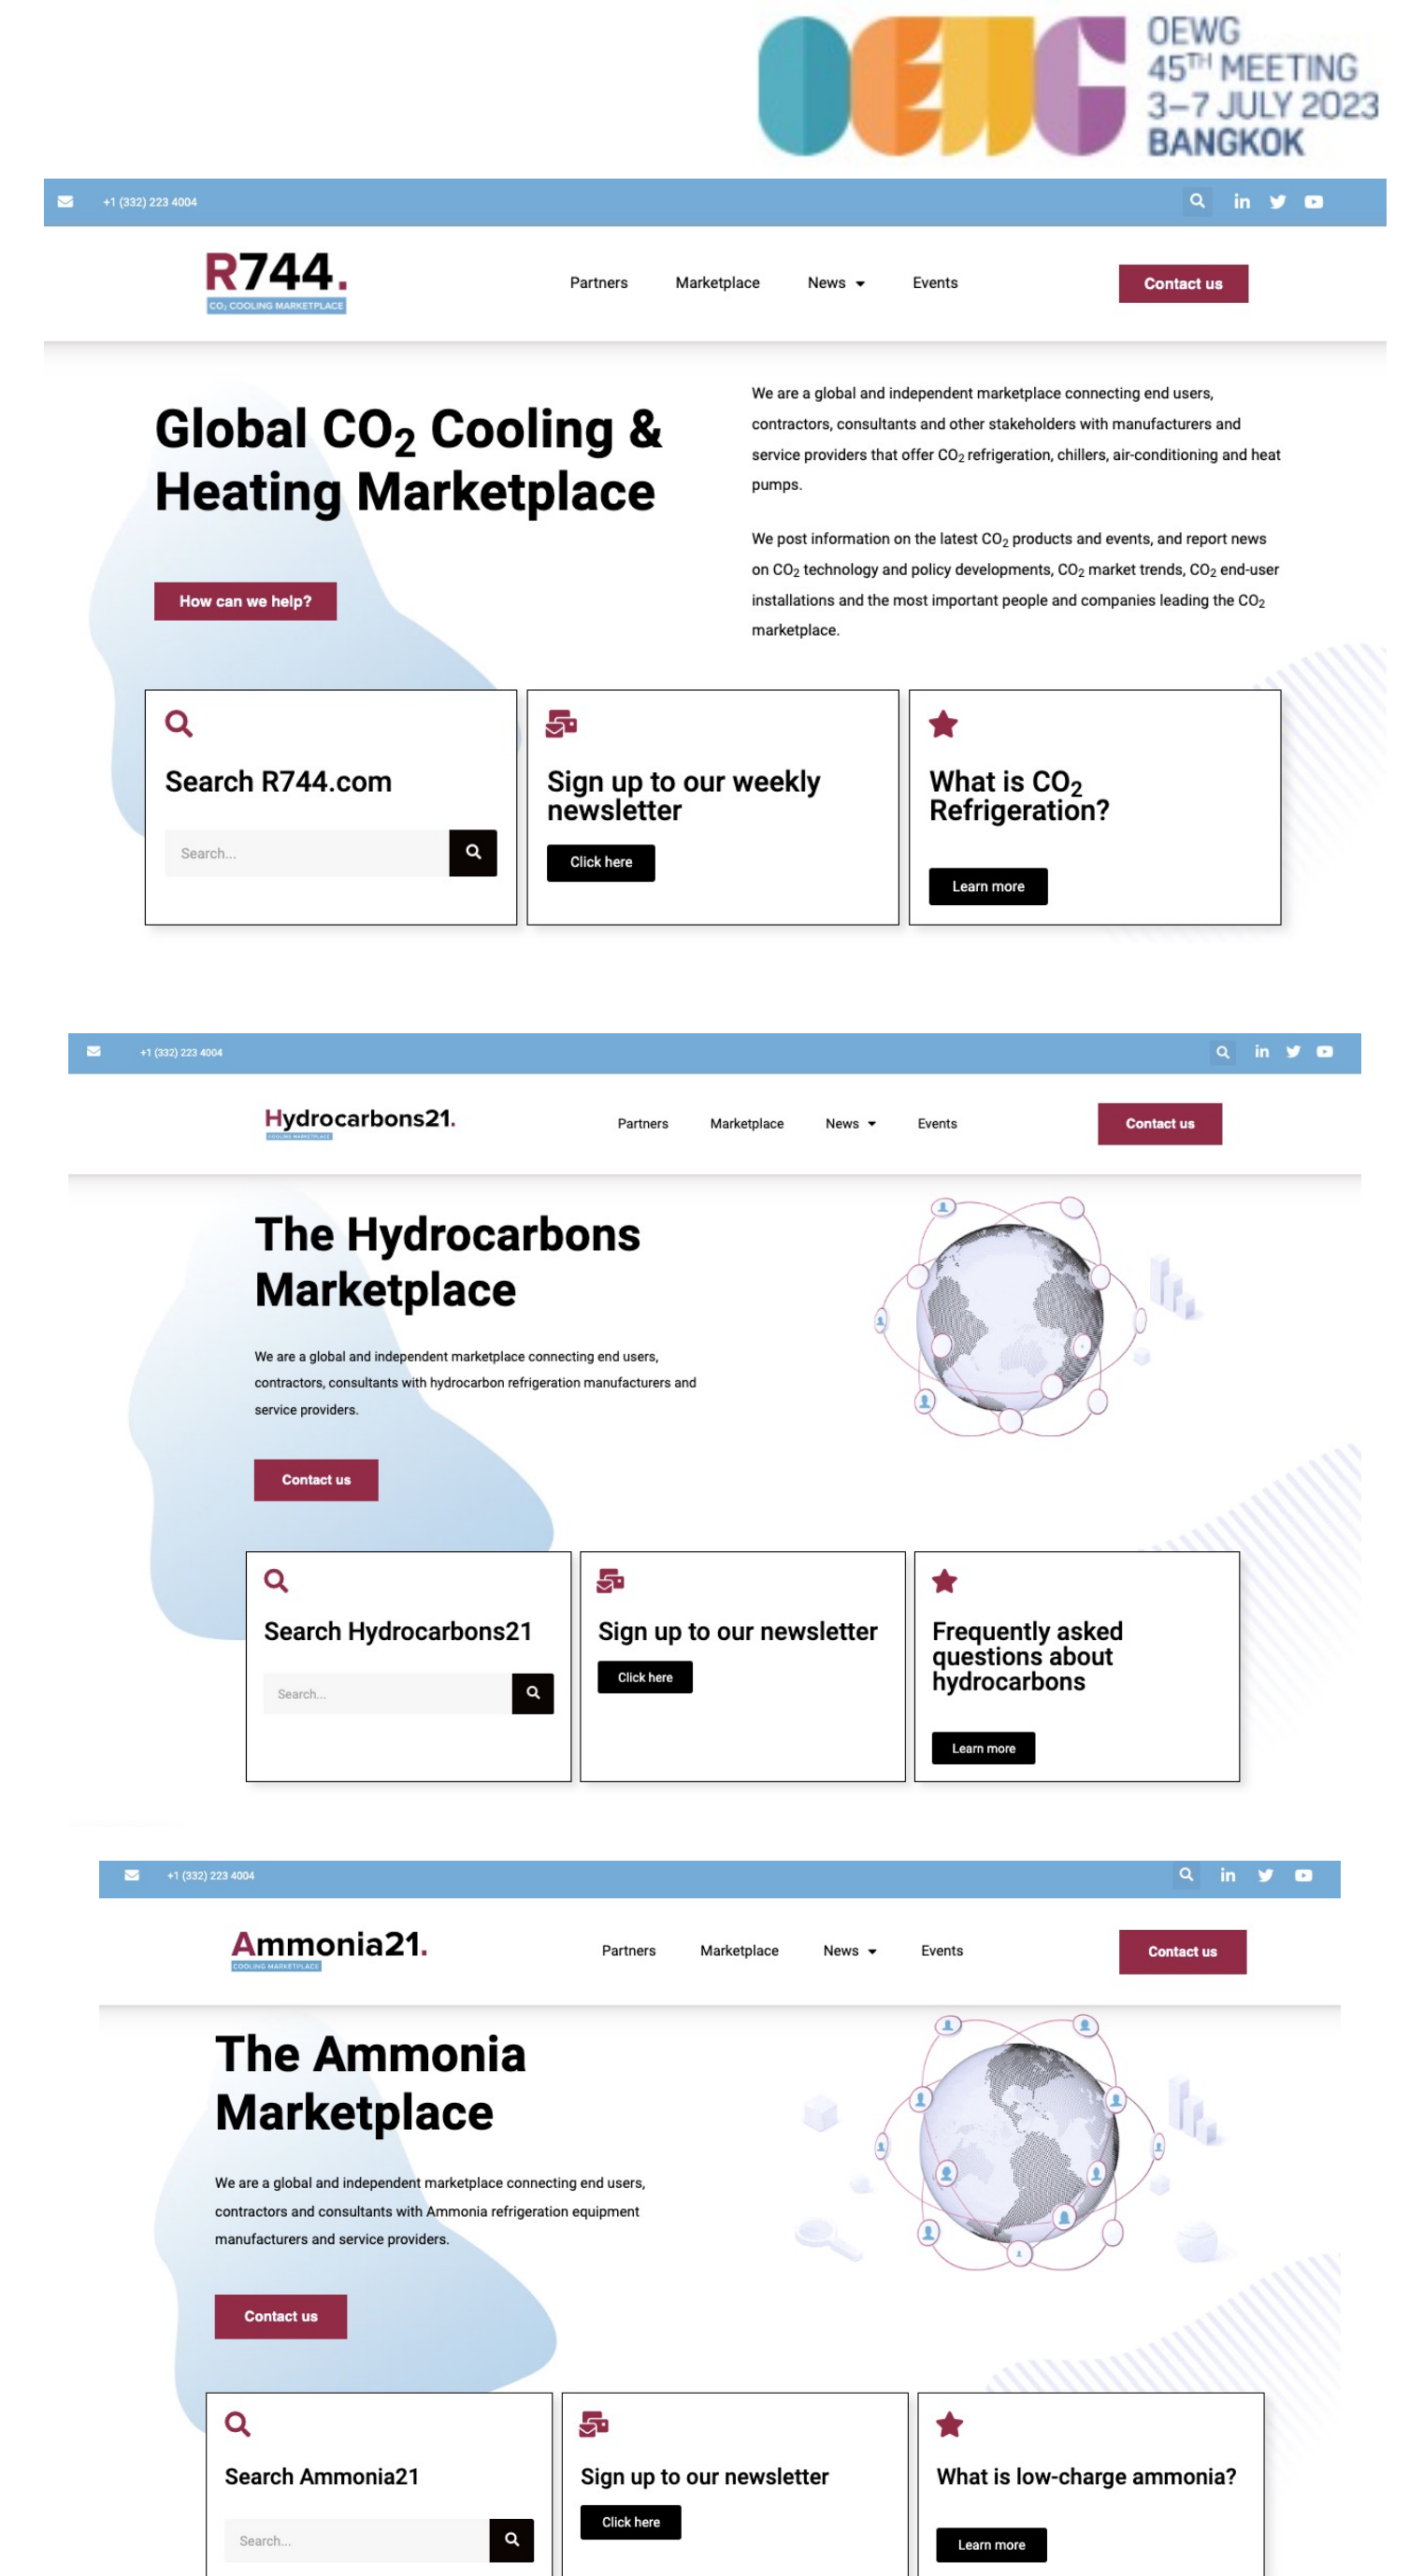 OEWG
45TH MEETING
3–7 JULY 2023
BANGKOK
+1 (332) 223 4004
R744.
CO2 COOLING MARKETPLACE
Partners
Marketplace
News
Events
Contact us
Global CO2 Cooling &
Heating Marketplace
How can we help?
We are a global and independent marketplace connecting end users,
contractors, consultants and other stakeholders with manufacturers and
service providers that offer CO2 refrigeration, chillers, air-conditioning and heat
pumps.
We post information on the latest CO2 products and events, and report news
on CO2 technology and policy developments, CO2 market trends, CO2 end-user
installations and the most important people and companies leading the CO2
marketplace.
Search R744.com
Search...
Sign up to our weekly
newsletter
Click here
What is CO2
Refrigeration?
Learn more
+1 (332) 223 4004
Hydrocarbons21.
COOLING MARKETPLACE
Partners
Marketplace
News
Events
Contact us
The Hydrocarbons
Marketplace
We are a global and independent marketplace connecting end users,
contractors, consultants with hydrocarbon refrigeration manufacturers and
service providers.
Contact us
Search Hydrocarbons21
Search...
Sign up to our newsletter
Click here
Frequently asked
questions about
hydrocarbons
Learn more
+1 (332) 223 4004
Ammonia21.
COOLING MARKETPLACE
Partners
Marketplace
News
Events
Contact us
The Ammonia
Marketplace
We are a global and independent marketplace connecting end users,
contractors and consultants with Ammonia refrigeration equipment
manufacturers and service providers.
Contact us
Search Ammonia21
Search...
Sign up to our newsletter
Click here
What is low-charge ammonia?
Learn more